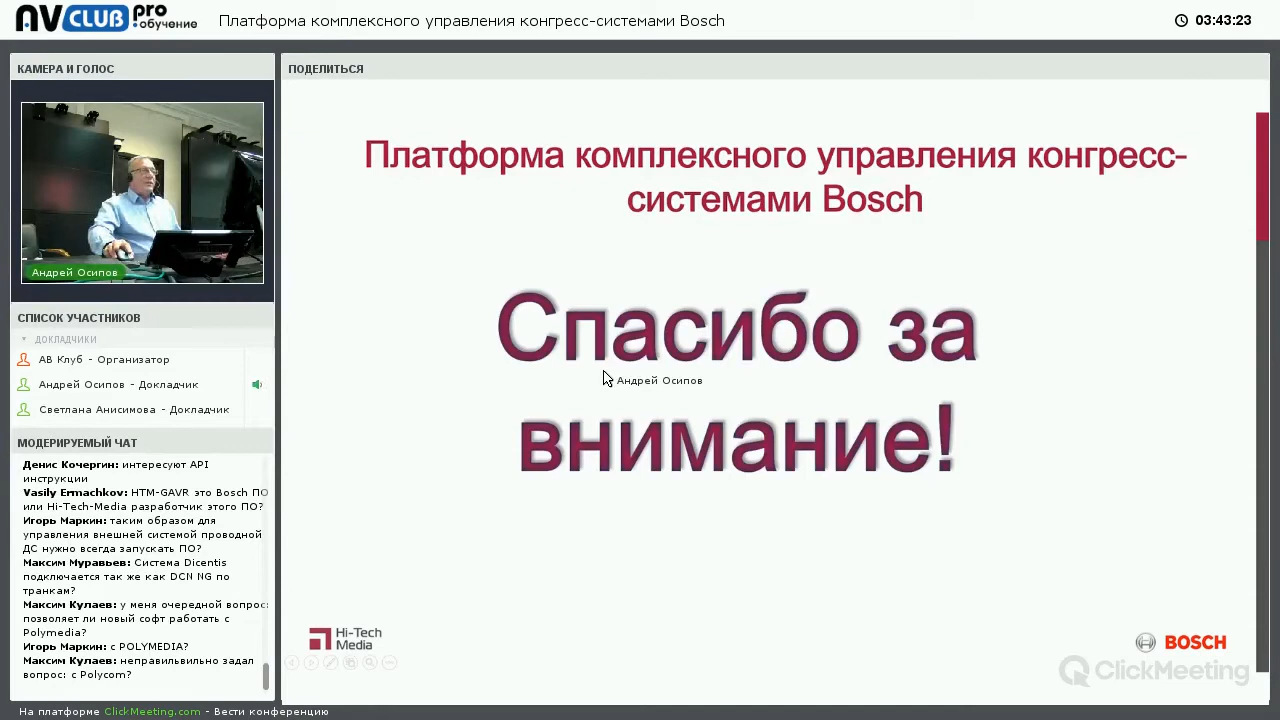 AVCLUBpro
обучение
Платформа комплексного управления конгресс-системами Bosch
03:43:23
КАМЕРА И ГОЛОС
Андрей Осипов
СПИСОК УЧАСТНИКОВ
ДОКЛАДЧИКИ
АВ Клуб - Организатор
Андрей Осипов - Докладчик
Светлана Анисимова - Докладчик
МОДЕРИРУЕМЫЙ ЧАТ
Денис Кочергин: интересуют API
инструкции
Vasily Ermachkov: HTM-GAVR это Bosch ПО
или Hi-Tech-Media разработчик этого ПО?
Игорь Маркин: таким образом для
управления внешней системой проводной
ДС нужно всегда запускать ПО?
Максим Муравьев: Система Dicentis
подключается так же как DCN NG по
транкам?
Максим Кулаев: у меня очередной вопрос:
позволяет ли новый софт работать с
Polymedia?
Игорь Маркин: с POLYMEDIA?
Максим Кулаев: неправильвильно задал
вопрос: с Polycom?
ПОДЕЛИТЬСЯ
Платформа комплексного управления конгресс-
системами Bosch
Спасибо за
Андрей Осипов
внимание!
Hi-Tech
Media
BOSCH
ClickMeeting
На платформе ClickMeeting.com - Вести конференцию